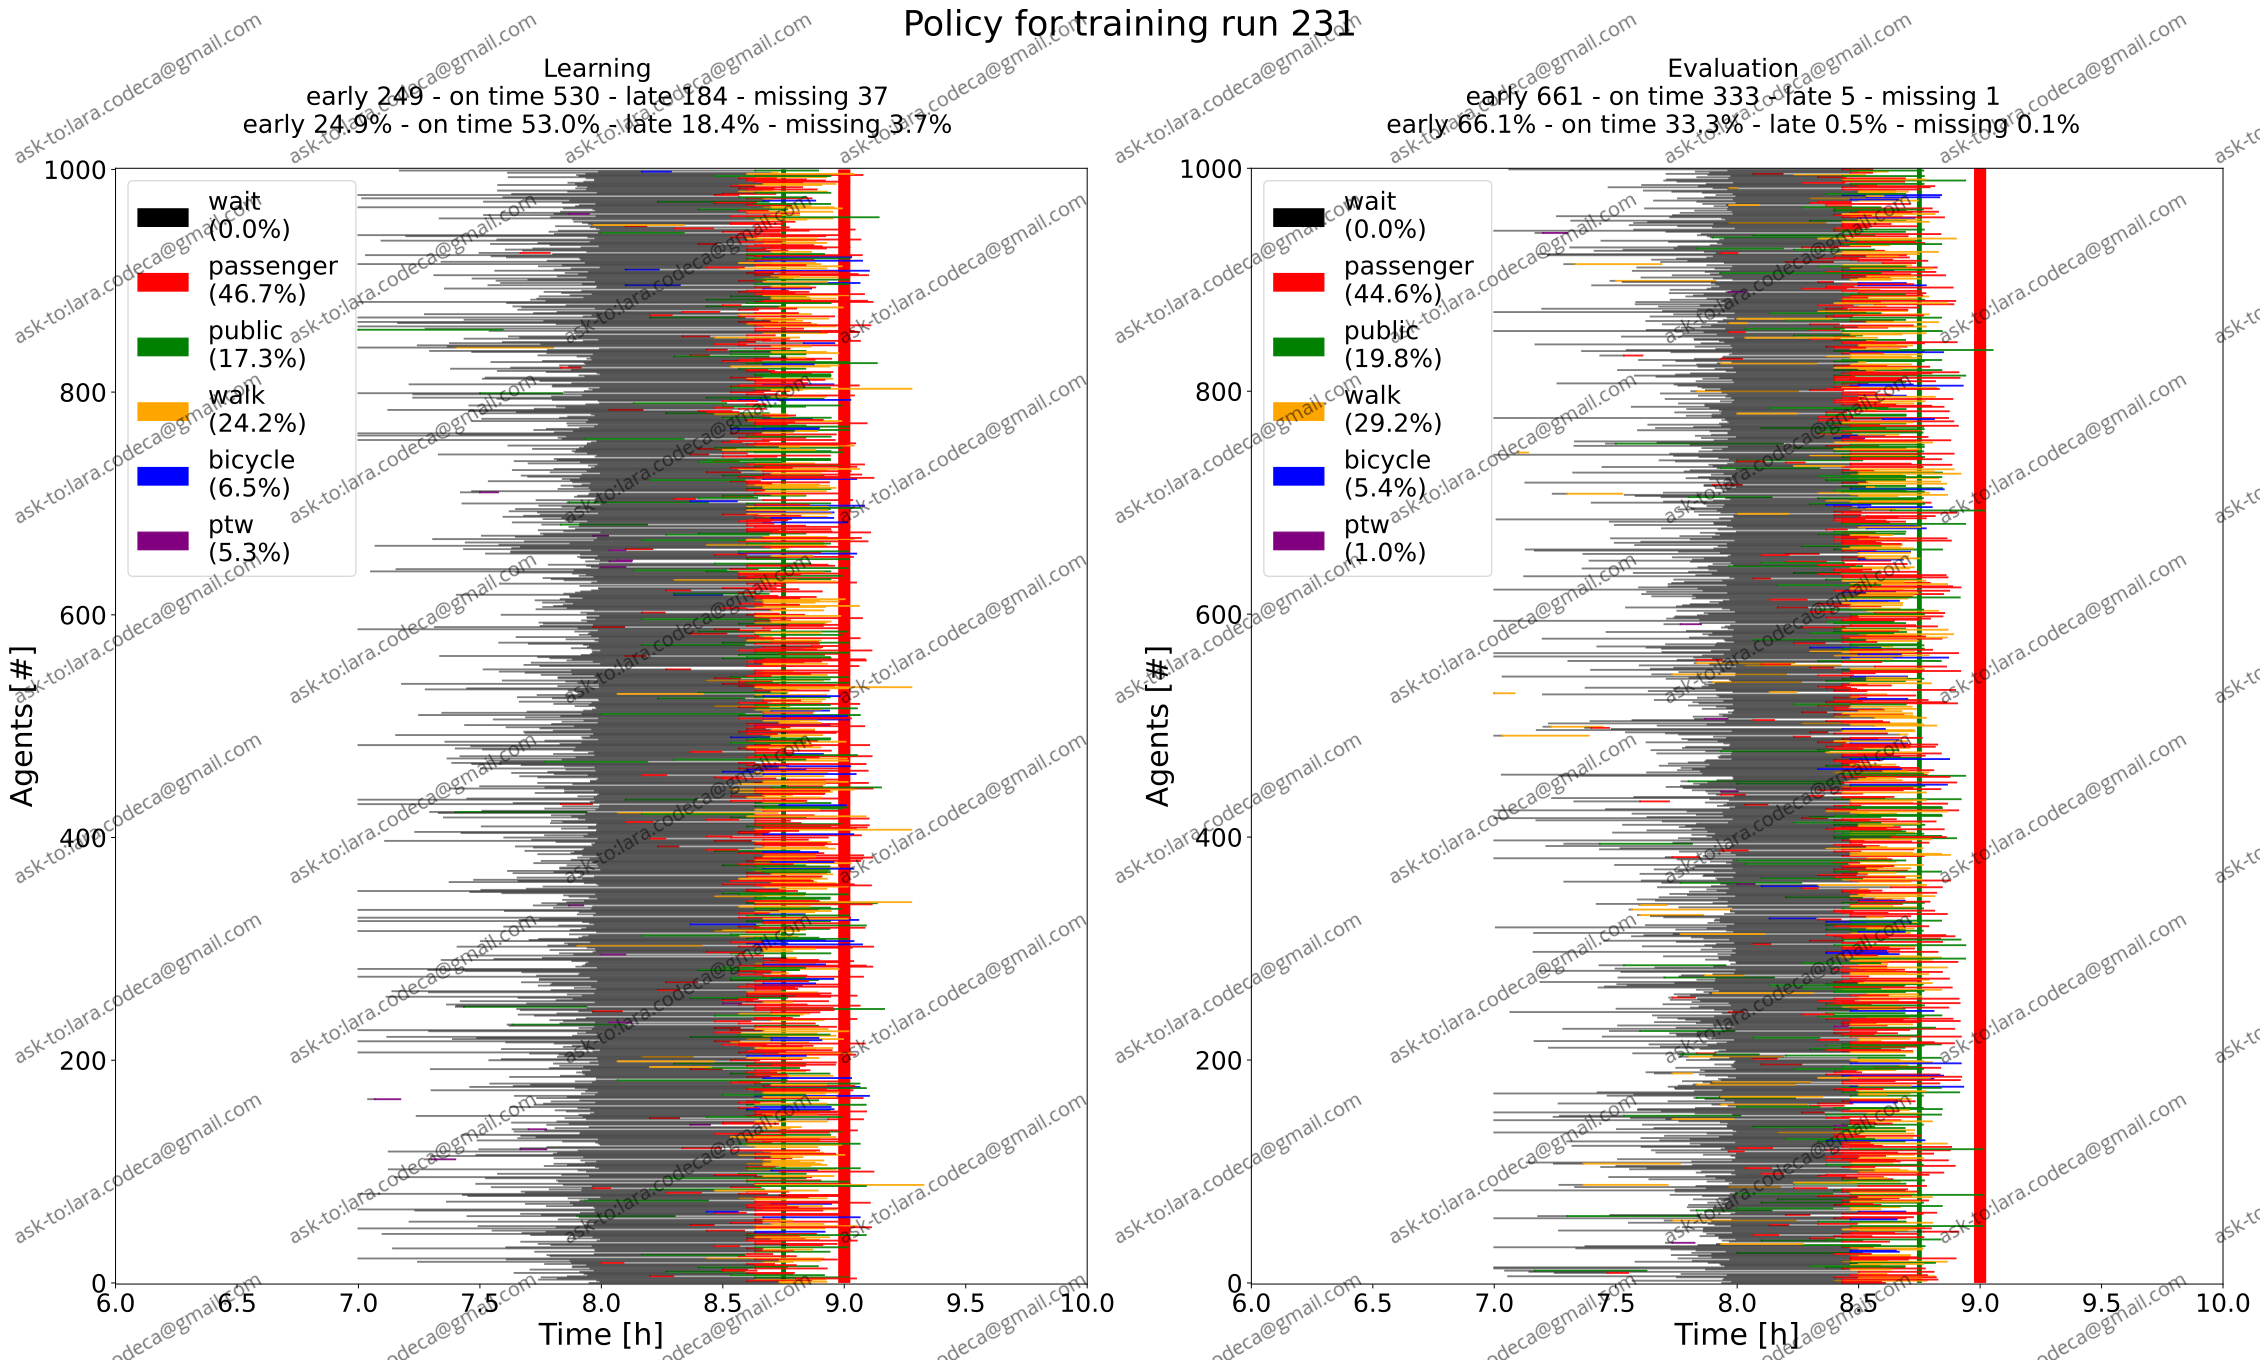 Policy for training run 231
Learning
early 249 - on time 530 - late 184 - missing 37
early 24.9% - on time 53.0% - late 18.4% - missing 3.7%
Evaluation
early 661 - on time 333 - late 5 - missing 1
early 66.1% - on time 33.3% - late 0.5% - missing 0.1%
Agents [#]
1000
800
600
400
200
0
wait
(0.0%)
passenger
(46.7%)
public
(17.3%)
walk
(24.2%)
bicycle
(6.5%)
ptw
(5.3%)
6.0 6.5 7.0 7.5 8.0 8.5 9.0 9.5 10.0
Time [h]
Agents [#]
1000
800
600
400
200
0
wait
(0.0%)
passenger
(44.6%)
public
(19.8%)
walk
(29.2%)
bicycle
(5.4%)
ptw
(1.0%)
6.0 6.5 7.0 7.5 8.0 8.5 9.0 9.5 10.0
Time [h]
ask-to:lara.codeca@gmail.com